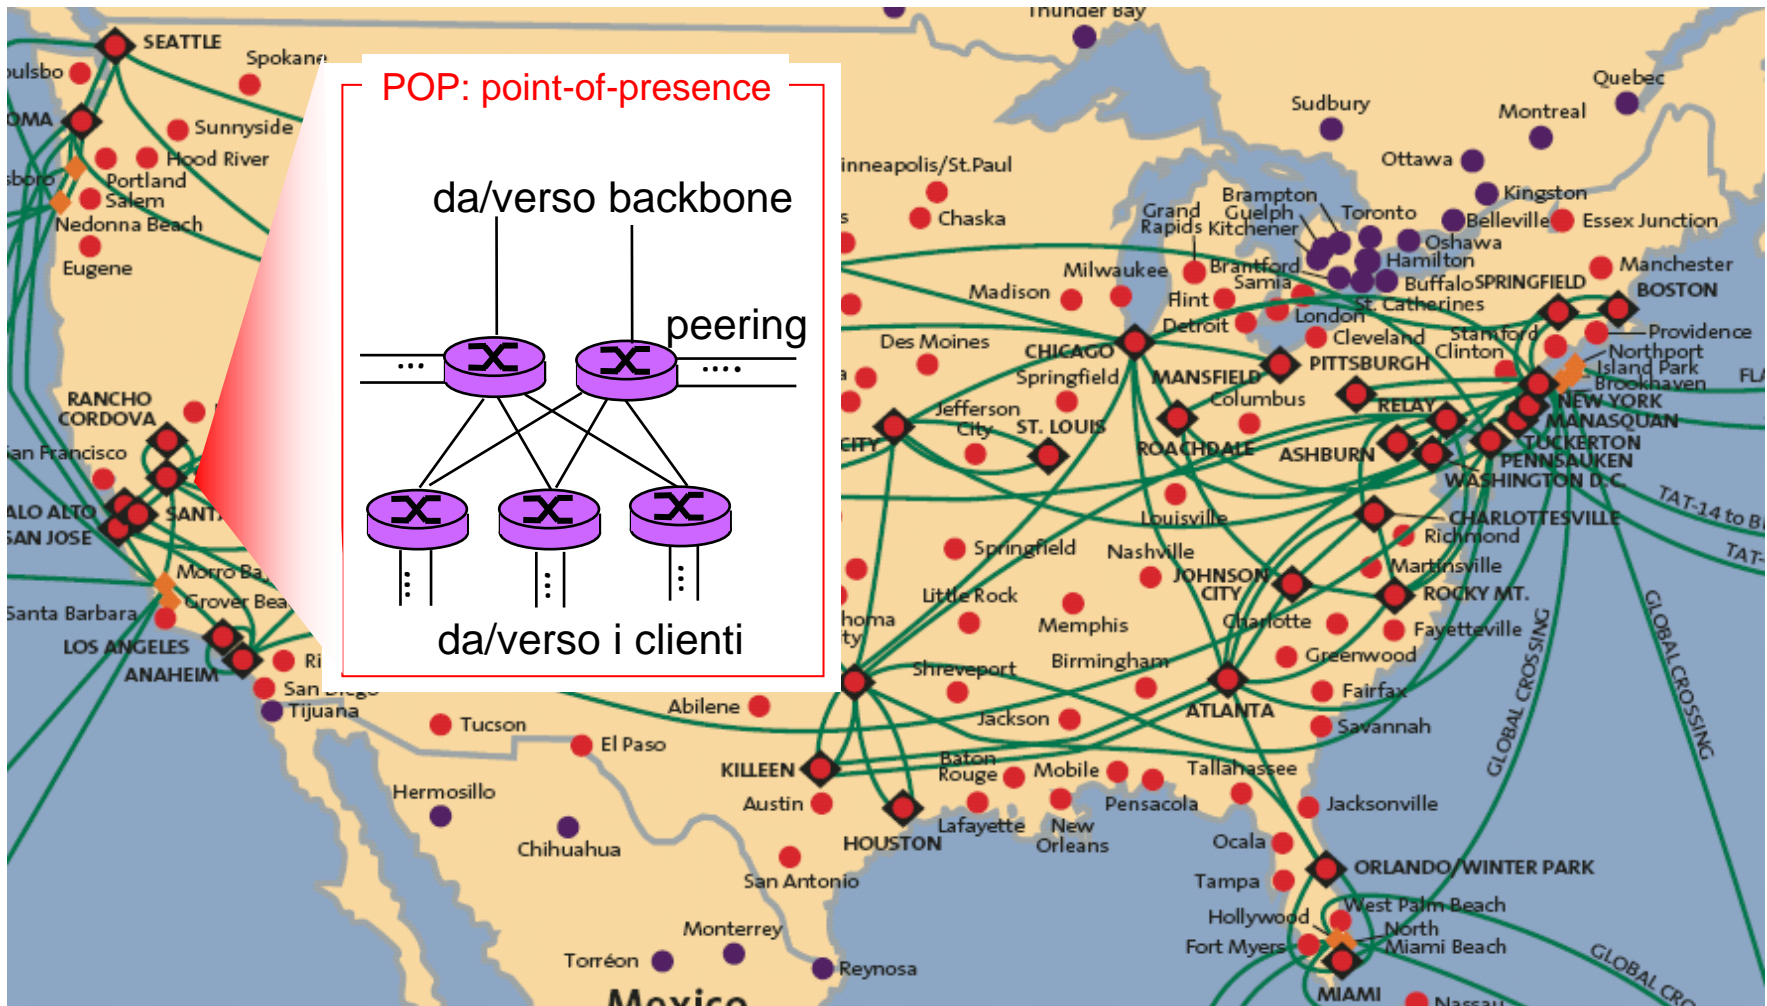 Thunder Bay
SEATTLE
Spokane
Quebec
POP: point-of-presence
Sudbury
Montreal
Sunnyside
Hood River
Portland
Salem
Nedonna Beach
Eugene
Ottawa
Kingston
Belleville
Essex Junction
Brampton
Guelph
Kitchener
Toronto
Oshawa
Hamilton
Brantford
Sarnia
Buffalo
St. Catherines
London
Grand
Rapids
Chaska
da/verso backbone
peering
...
....
da/verso i clienti
Milwaukee
Madison
Flint
Detroit
Cleveland
SPRINGFIELD
Manchester
BOSTON
Stamford
Clinton
Providence
Northport
Island Park
Brookhaven
NEW YORK
MANASQUAN
TUCKERTON
PENNSAUKEN
WASHINGTON D.C.
Des Moines
CHICAGO
Springfield
MANSFIELD
PITTSBURGH
Columbus
RELAY
ASHBURN
ROACHDALE
Jefferson
City
ST. LOUIS
CITY
RANCHO
CORDOVA
SAN JOSE
Morro Bay
Santa Barbara
LOS ANGELES
ANAHEIM
San Diego
Tijuana
Tucson
El Paso
Louisville
CHARLOTTESVILLE
Richmond
Martinsville
ROCKY MT.
Springfield
Nashville
JOHNSON
CITY
Little Rock
Memphis
Charlotte
Fayetteville
Greenwood
Shreveport
Birmingham
Fairfax
ATLANTA
Savannah
Abilene
Jackson
KILLEEN
Austin
Baton
Rouge
Mobile
Tallahassee
Pensacola
Jacksonville
HOUSTON
Lafayette
New
Orleans
Ocala
ORLANDO/WINTER PARK
Tampa
Hermosillo
Chihuahua
San Antonio
West Palm Beach
Hollywood
North
Miami Beach
Fort Myers
MIAMI
Nassau
Monterrey
Torréon
Reynosa
Mexico
TAT-14 to
GLOBAL CROSSING
GLOBAL CROSSING
GLOBAL